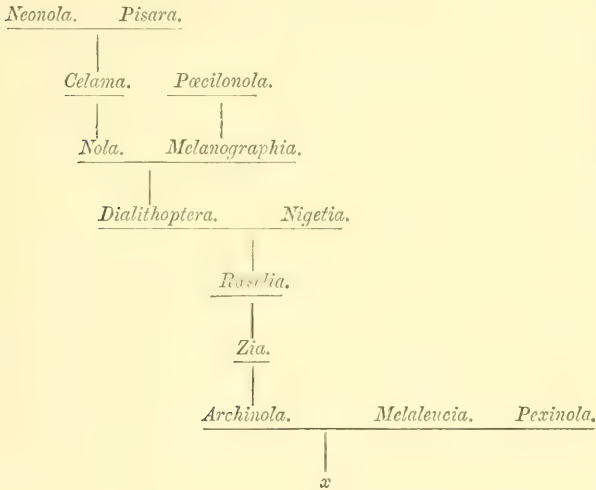 Neonola. Pisara.
Celama. Pœcilonola.
Nola. Melanographia.
Dialithoptera. Nigetia.
Zia.
Archinola. Melaleucia. Pexinola.
x